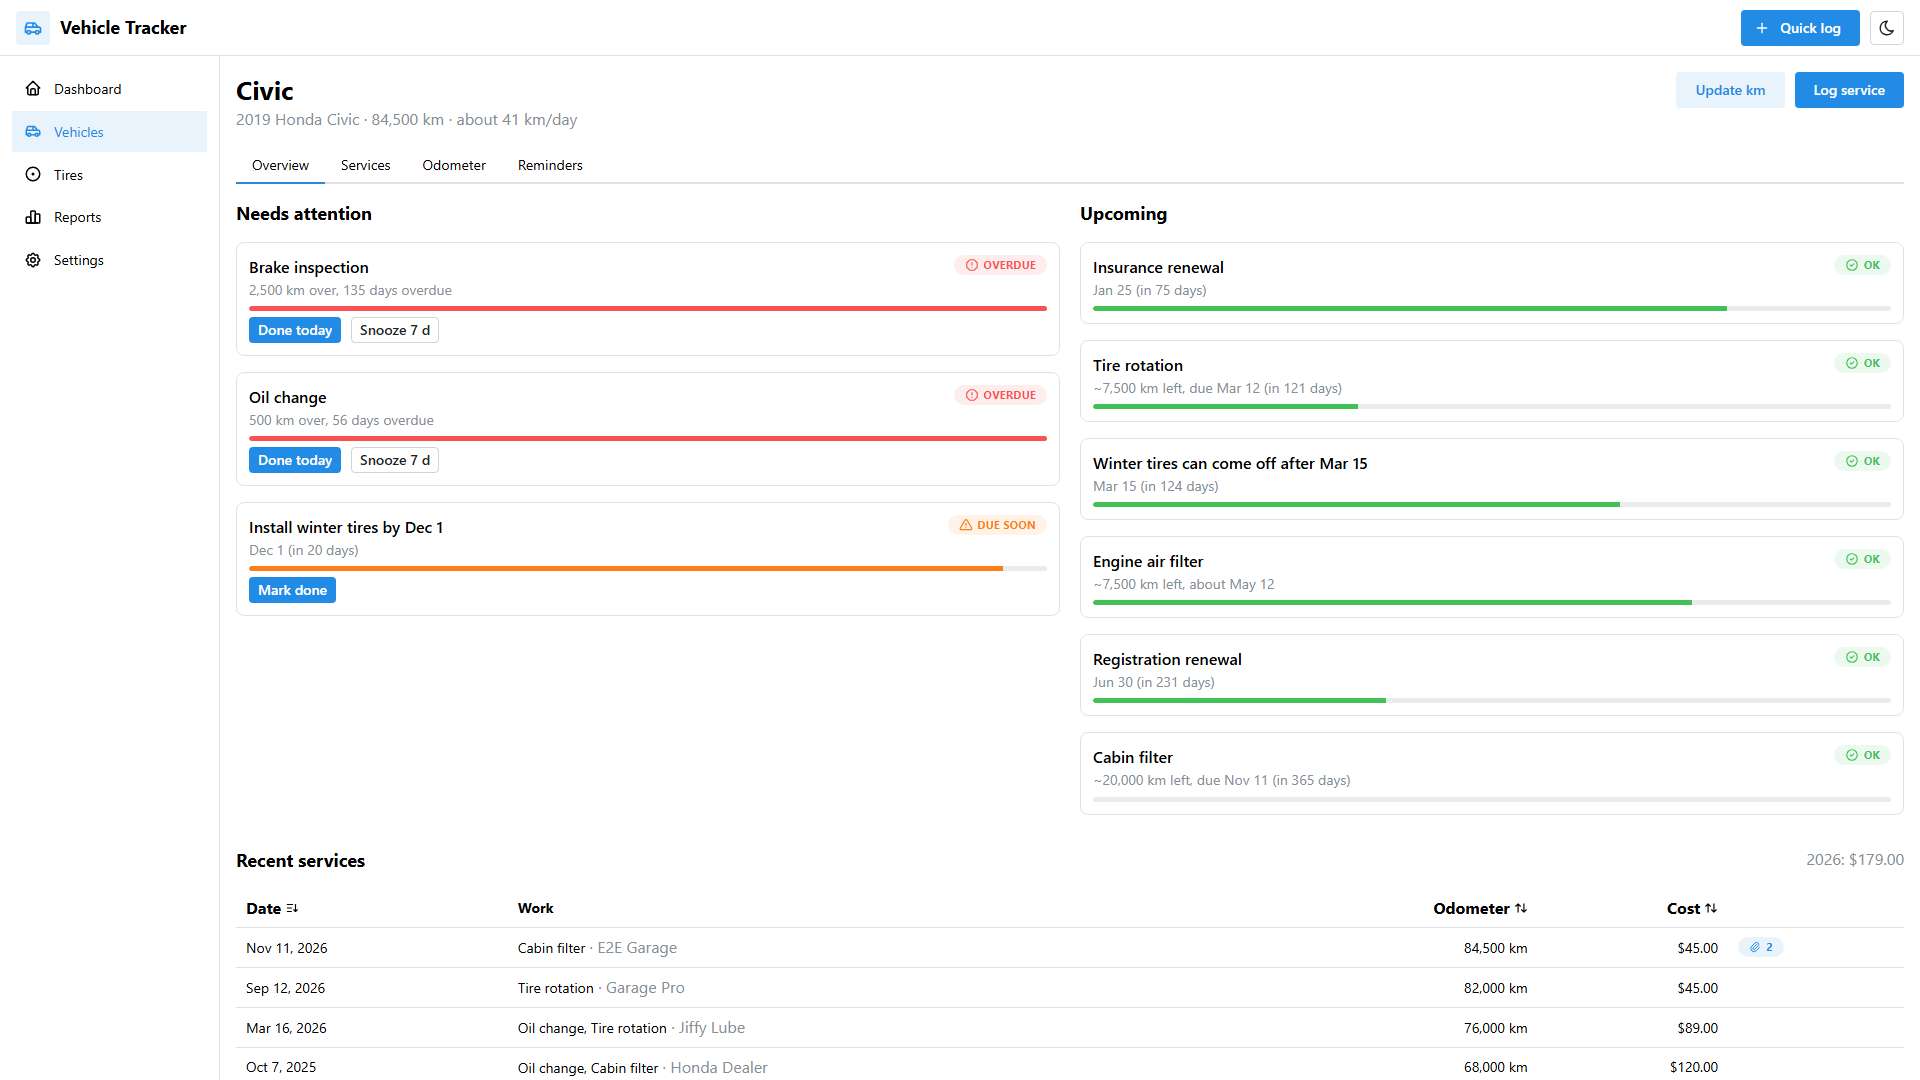 Vehicle Tracker
Quick log
Dashboard
Vehicles
Tires
Reports
Settings
Civic
2019 Honda Civic · 84,500 km · about 41 km/day
Update km
Log service
Overview
Services
Odometer
Reminders
Needs attention
Brake inspection
OVERDUE
2,500 km over, 135 days overdue
Done today
Snooze 7 d
Oil change
OVERDUE
500 km over, 56 days overdue
Done today
Snooze 7 d
Install winter tires by Dec 1
DUE SOON
Dec 1 (in 20 days)
Mark done
Upcoming
Insurance renewal
OK
Jan 25 (in 75 days)
Tire rotation
OK
~7,500 km left, due Mar 12 (in 121 days)
Winter tires can come off after Mar 15
OK
Mar 15 (in 124 days)
Engine air filter
OK
~7,500 km left, about May 12
Registration renewal
OK
Jun 30 (in 231 days)
Cabin filter
OK
~20,000 km left, due Nov 11 (in 365 days)
Recent services
2026: $179.00
Date Work Odometer Cost
Nov 11, 2026 Cabin filter · E2E Garage 84,500 km $45.00 2
Sep 12, 2026 Tire rotation · Garage Pro 82,000 km $45.00
Mar 16, 2026 Oil change, Tire rotation · Jiffy Lube 76,000 km $89.00
Oct 7, 2025 Oil change, Cabin filter · Honda Dealer 68,000 km $120.00